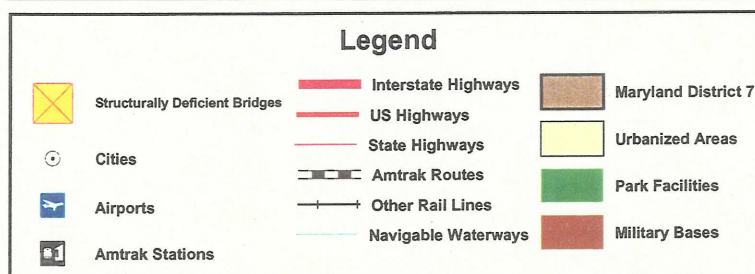 Legend
Structurally Deficient Bridges
Cities
Airports
Amtrak Stations
Interstate Highways
US Highways
State Highways
Amtrak Routes
Other Rail Lines
Navigable Waterways
Maryland District 7
Urbanized Areas
Park Facilities
Military Bases